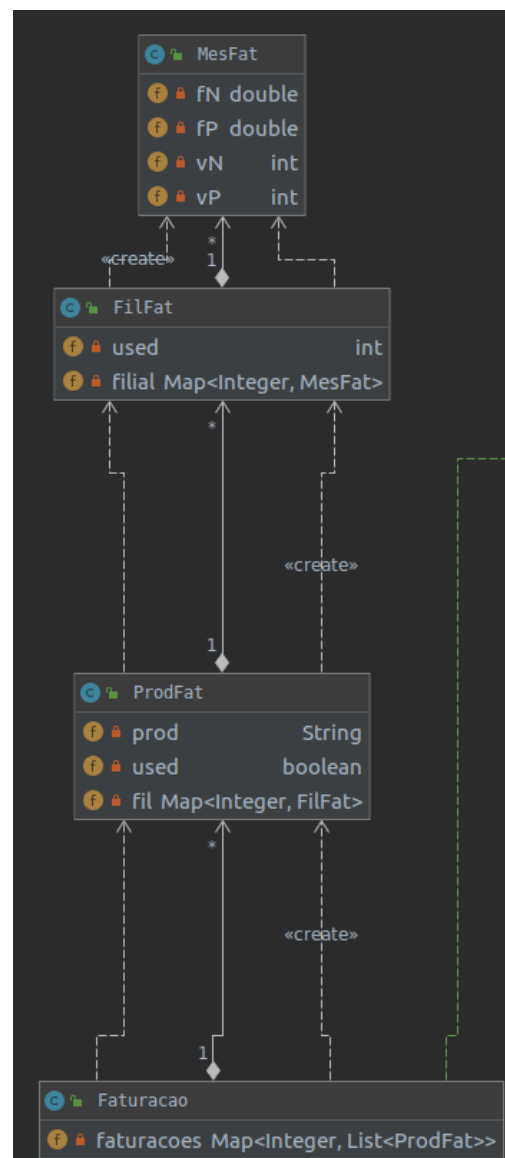 MesFat
fN double
fP double
vN int
vP int
*
«create»
1
FilFat
used int
filial Map<Integer, MesFat>
*
«create»
1
ProdFat
prod String
used boolean
fil Map<Integer, FilFat>
*
«create»
1
Faturacao
faturacoes Map<Integer, List<ProdFat>>